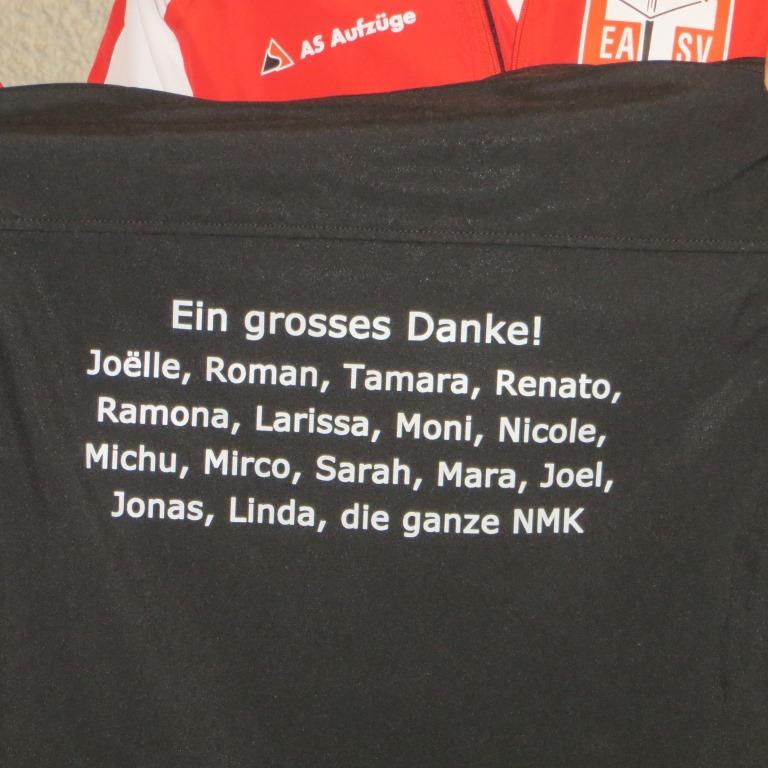 AS Aufzüge
EA SV
Ein grosses Danke!
Joëlle, Roman, Tamara, Renato,
Ramona, Larissa, Moni, Nicole,
Michu, Mirco, Sarah, Mara, Joel,
Jonas, Linda, die ganze NMK